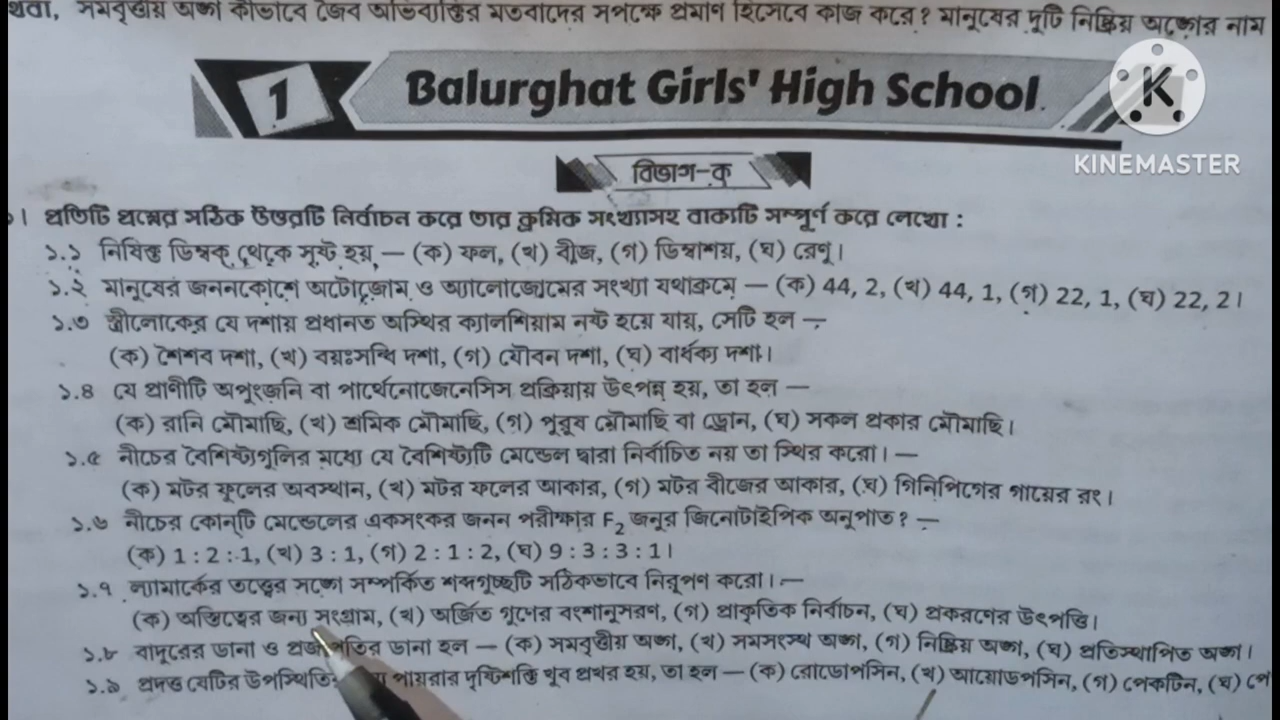 অথবা, সমবৃত্তীয় অঙ্গ কীভাবে জৈব অভিব্যক্তির মতবাদের সপক্ষে প্রমাণ হিসেবে কাজ করে? মানুষের দুটি নিষ্ক্রিয় অঙ্গের নাম
1 Balurghat Girls' High School
KINEMASTER
বিভাগ-ক
১। প্রতিটি প্রশ্নের সঠিক উত্তরটি নির্বাচন করে তার ক্রমিক সংখ্যাসহ বাক্যটি সম্পূর্ণ করে লেখো :
১.১ নিষিক্ত ডিম্বক থেকে সৃষ্ট হয় — (ক) ফল, (খ) বীজ, (গ) ডিম্বাশয়, (ঘ) রেণু।
১.২ মানুষের জননকোশে অটোজোম ও অ্যালোজোমের সংখ্যা যথাক্রমে — (ক) 44, 2, (খ) 44, 1, (গ) 22, 1, (ঘ) 22, 2।
১.৩ স্ত্রীলোকের যে দশায় প্রধানত অস্থির ক্যালশিয়াম নষ্ট হয়ে যায়, সেটি হল —
(ক) শৈশব দশা, (খ) বয়ঃসন্ধি দশা, (গ) যৌবন দশা, (ঘ) বার্ধক্য দশা।
১.৪ যে প্রাণীটি অপুংজনি বা পার্থেনোজেনেসিস প্রক্রিয়ায় উৎপন্ন হয়, তা হল —
(ক) রানি মৌমাছি, (খ) শ্রমিক মৌমাছি, (গ) পুরুষ মৌমাছি বা ড্রোন, (ঘ) সকল প্রকার মৌমাছি।
১.৫ নীচের বৈশিষ্ট্যগুলির মধ্যে যে বৈশিষ্ট্যটি মেন্ডেল দ্বারা নির্বাচিত নয় তা স্থির করো। —
(ক) মটর ফুলের অবস্থান, (খ) মটর ফলের আকার, (গ) মটর বীজের আকার, (ঘ) গিনিপিগের গায়ের রং।
১.৬ নীচের কোন্‌টি মেন্ডেলের একসংকর জনন পরীক্ষার F₂ জনুর জিনোটাইপিক অনুপাত? —
(ক) 1 : 2 : 1, (খ) 3 : 1, (গ) 2 : 1 : 2, (ঘ) 9 : 3 : 3 : 1।
১.৭ ল্যামার্কের তত্ত্বের সঙ্গে সম্পর্কিত শব্দগুচ্ছটি সঠিকভাবে নিরূপণ করো। —
(ক) অস্তিত্বের জন্য সংগ্রাম, (খ) অর্জিত গুণের বংশানুসরণ, (গ) প্রাকৃতিক নির্বাচন, (ঘ) প্রকরণের উৎপত্তি।
১.৮ বাদুরের ডানা ও প্রজাপতির ডানা হল — (ক) সমবৃত্তীয় অঙ্গ, (খ) সমসংস্থ অঙ্গ, (গ) নিষ্ক্রিয় অঙ্গ, (ঘ) প্রতিস্থাপিত অঙ্গ।
১.৯ প্রদত্ত যেটির উপস্থিতির পায়রার দৃষ্টিশক্তি খুব প্রখর হয়, তা হল — (ক) রোডোপসিন, (খ) আয়োডপসিন, (গ) পেকটিন, (ঘ) পে